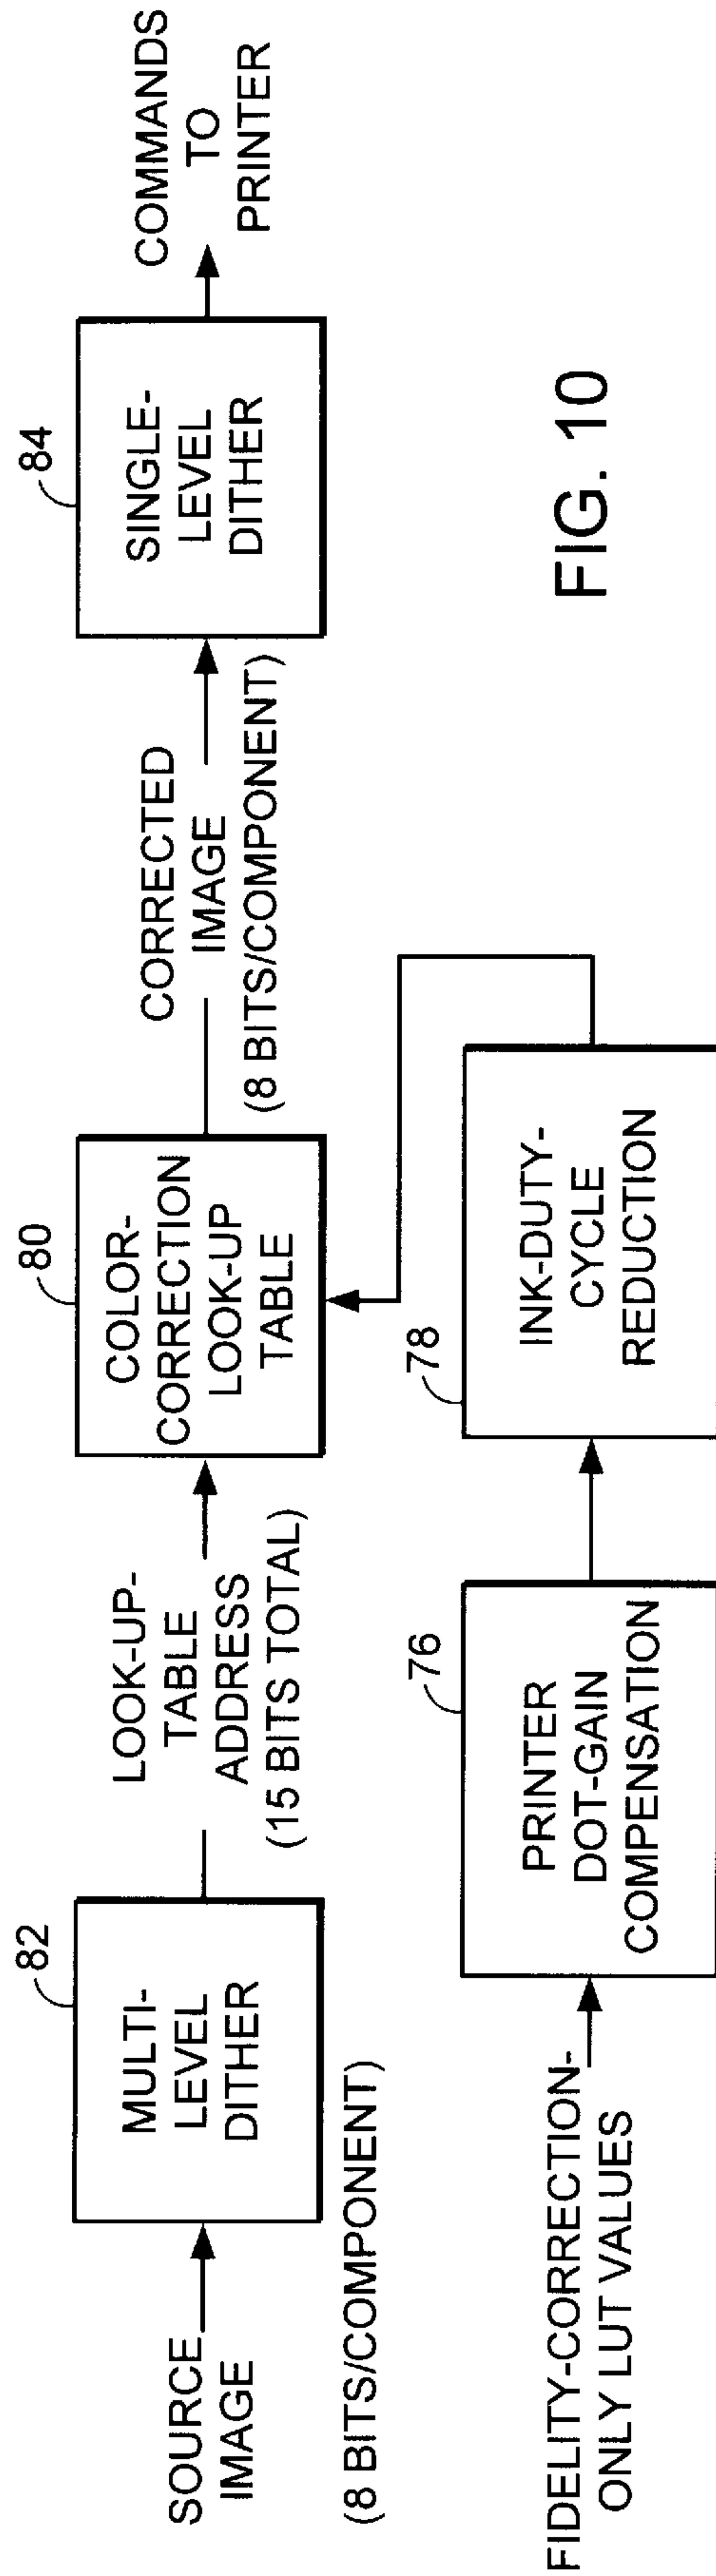 SOURCE
IMAGE
(8 BITS/COMPONENT)
82
MULTI-
LEVEL
DITHER
LOOK-UP-
TABLE
ADDRESS
(15 BITS TOTAL)
80
COLOR-
CORRECTION
LOOK-UP
TABLE
CORRECTED
IMAGE
(8 BITS/COMPONENT)
84
SINGLE-
LEVEL
DITHER
COMMANDS
TO
PRINTER
FIDELITY-CORRECTION-
ONLY LUT VALUES
76
PRINTER
DOT-GAIN
COMPENSATION
78
INK-DUTY-
CYCLE
REDUCTION
FIG. 10